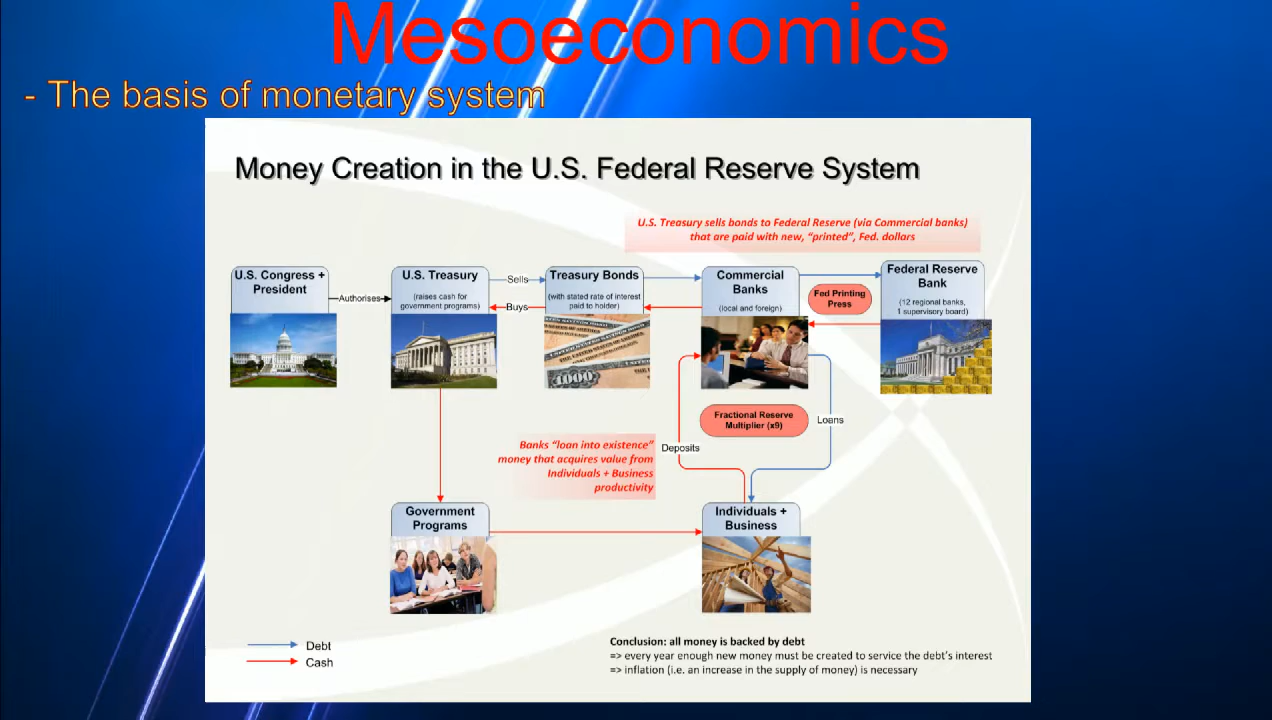 Mesoeconomics
- The basis of monetary system
Money Creation in the U.S. Federal Reserve System
U.S. Treasury sells bonds to Federal Reserve (via Commercial banks)
that are paid with new, "printed", Fed. dollars
U.S. Congress +
President
Authorises
U.S. Treasury
(raises cash for
government programs)
Sells
Buys
Treasury Bonds
(with stated rate of interest
paid to holder)
Commercial
Banks
(local and foreign)
Fed Printing
Press
Federal Reserve
Bank
(12 regional banks,
1 supervisory board)
1000
Fractional Reserve
Multiplier (x9)
Loans
Deposits
Banks "loan into existence"
money that acquires value from
Individuals + Business
productivity
Government
Programs
Individuals +
Business
Debt
Cash
Conclusion: all money is backed by debt
=> every year enough new money must be created to service the debt's interest
=> inflation (i.e. an increase in the supply of money) is necessary